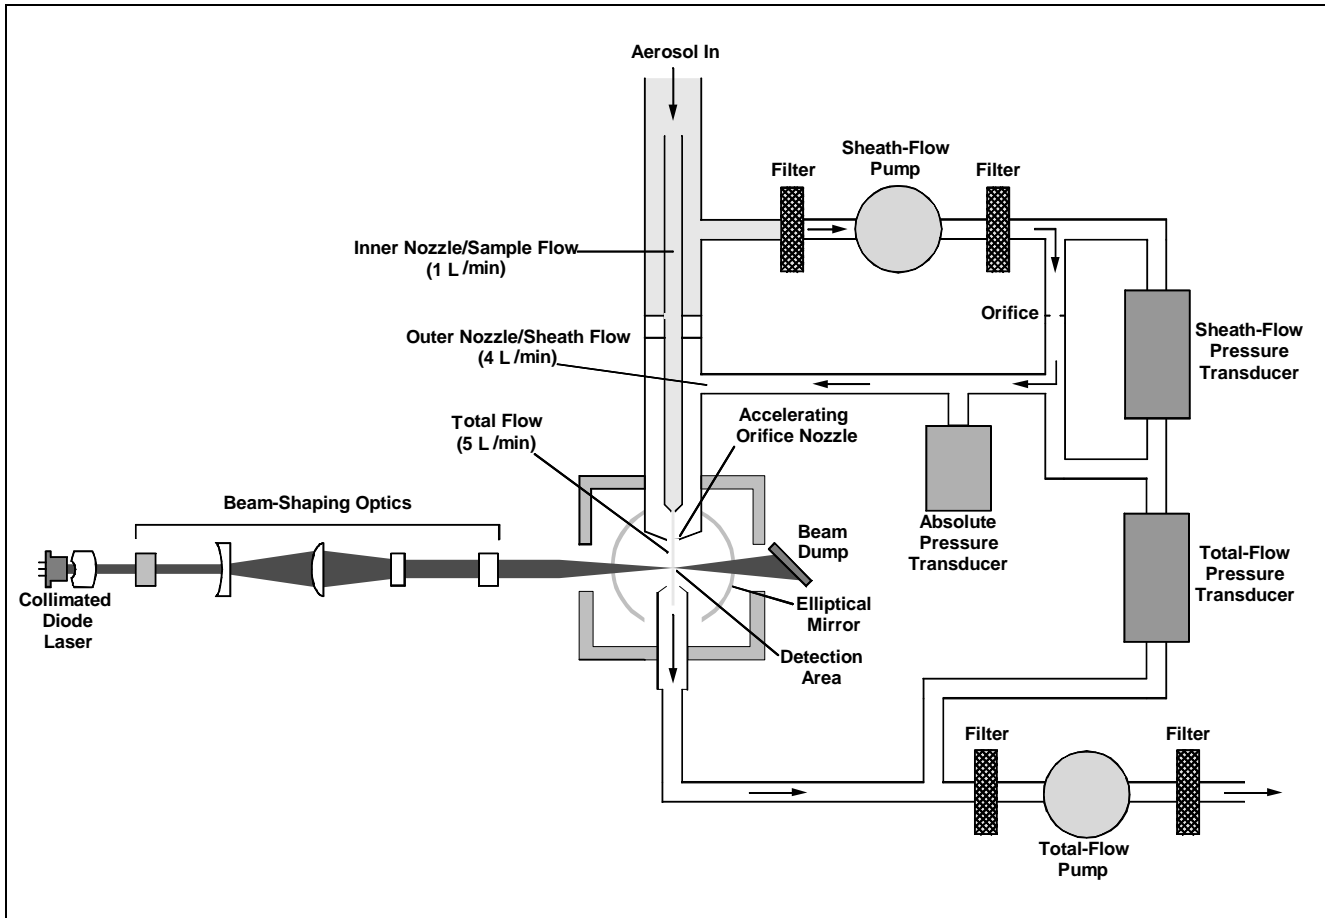 Aerosol In
Sheath-Flow
Pump
Filter
Filter
Inner Nozzle/Sample Flow
(1 L/min)
Orifice
Outer Nozzle/Sheath Flow
(4 L/min)
Sheath-Flow
Pressure
Transducer
Total Flow
(5 L/min)
Accelerating
Orifice Nozzle
Beam-Shaping Optics
Absolute
Pressure
Transducer
Beam
Dump
Total-Flow
Pressure
Transducer
Collimated
Diode
Laser
Elliptical
Mirror
Detection
Area
Filter
Filter
Total-Flow
Pump